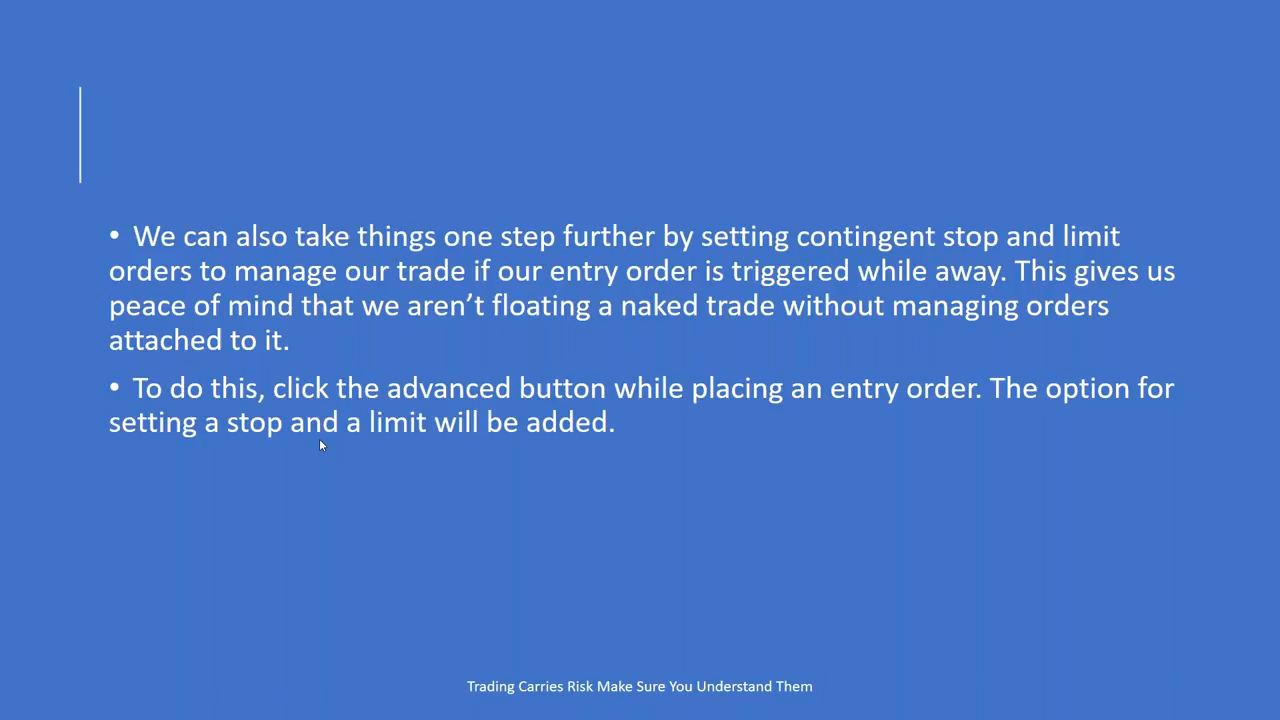 • We can also take things one step further by setting contingent stop and limit
orders to manage our trade if our entry order is triggered while away. This gives us
peace of mind that we aren’t floating a naked trade without managing orders
attached to it.
• To do this, click the advanced button while placing an entry order. The option for
setting a stop and a limit will be added.
Trading Carries Risk Make Sure You Understand Them